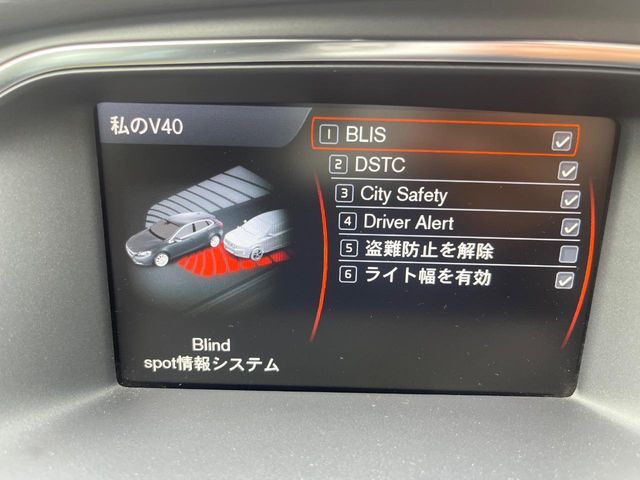 私のV40
1 BLIS
2 DSTC
3 City Safety
4 Driver Alert
5 盗難防止を解除
6 ライト幅を有効
Blind
spot情報システム